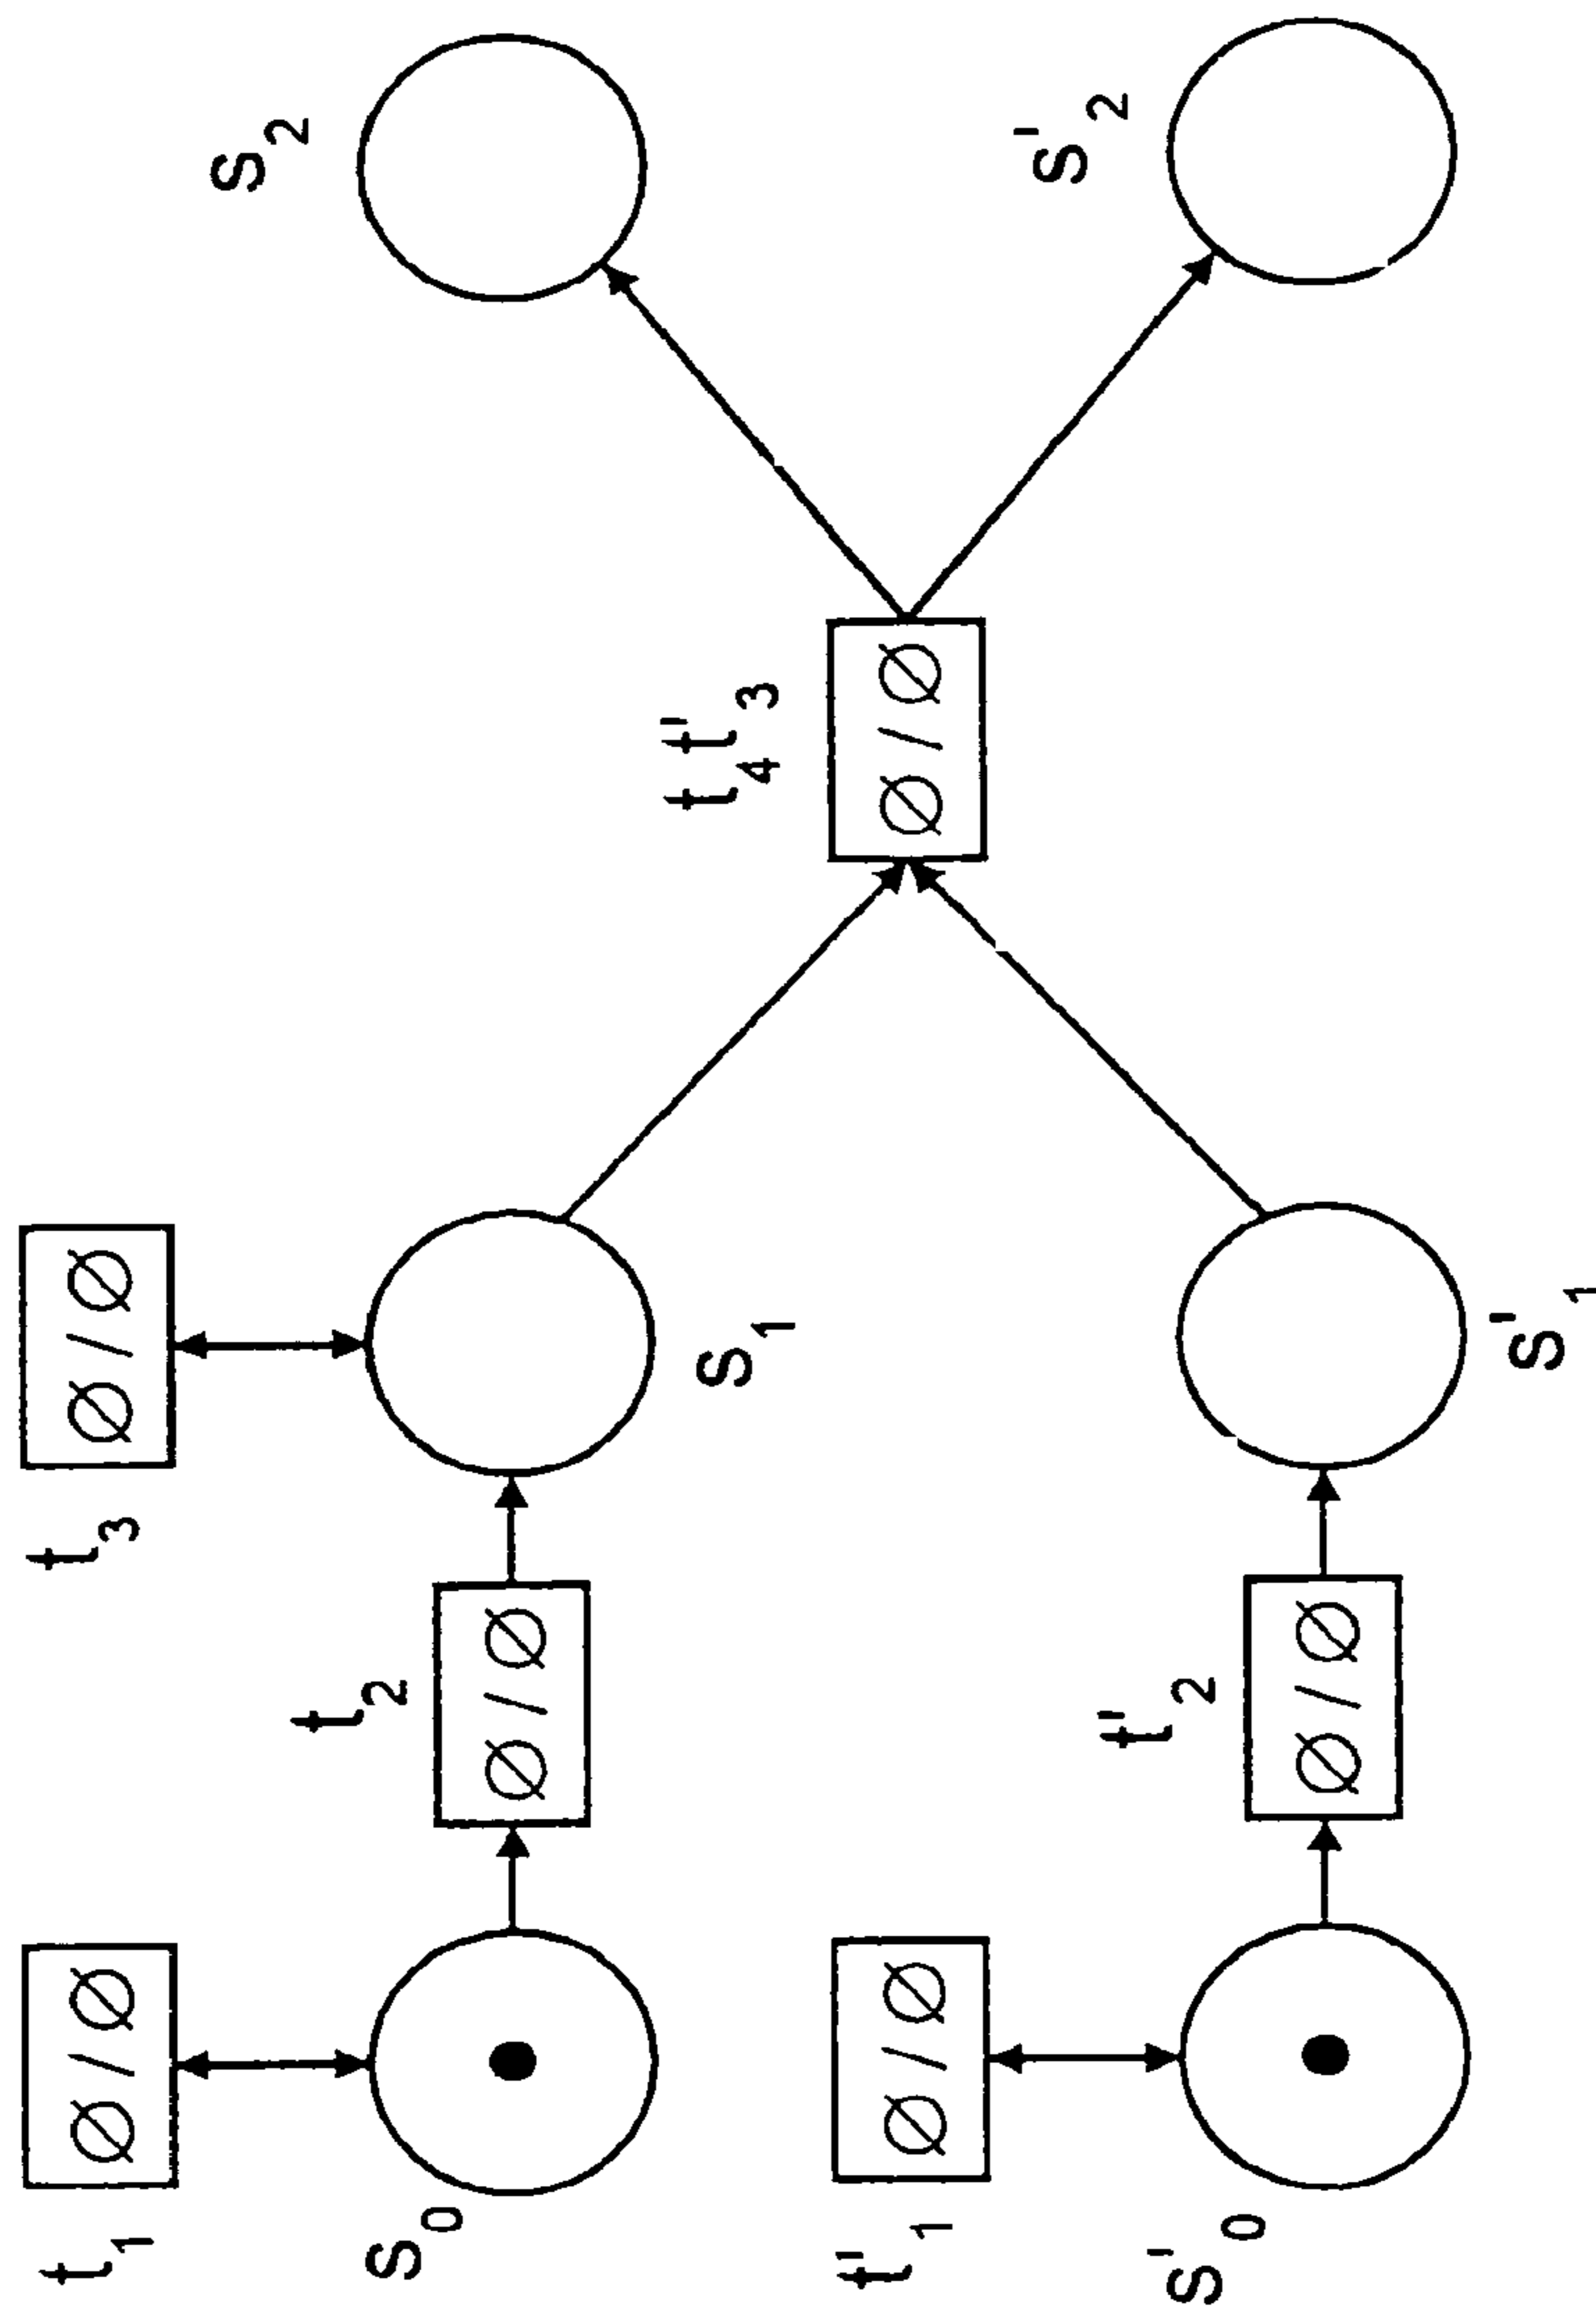 t₁ Ø/Ø t₃ Ø/Ø
s₂
t₂
s₀
Ø/Ø
t₄t'₃
s₁
t'₁ Ø/Ø Ø/Ø
s'₂
t'₂
s'₀
Ø/Ø
s'₁